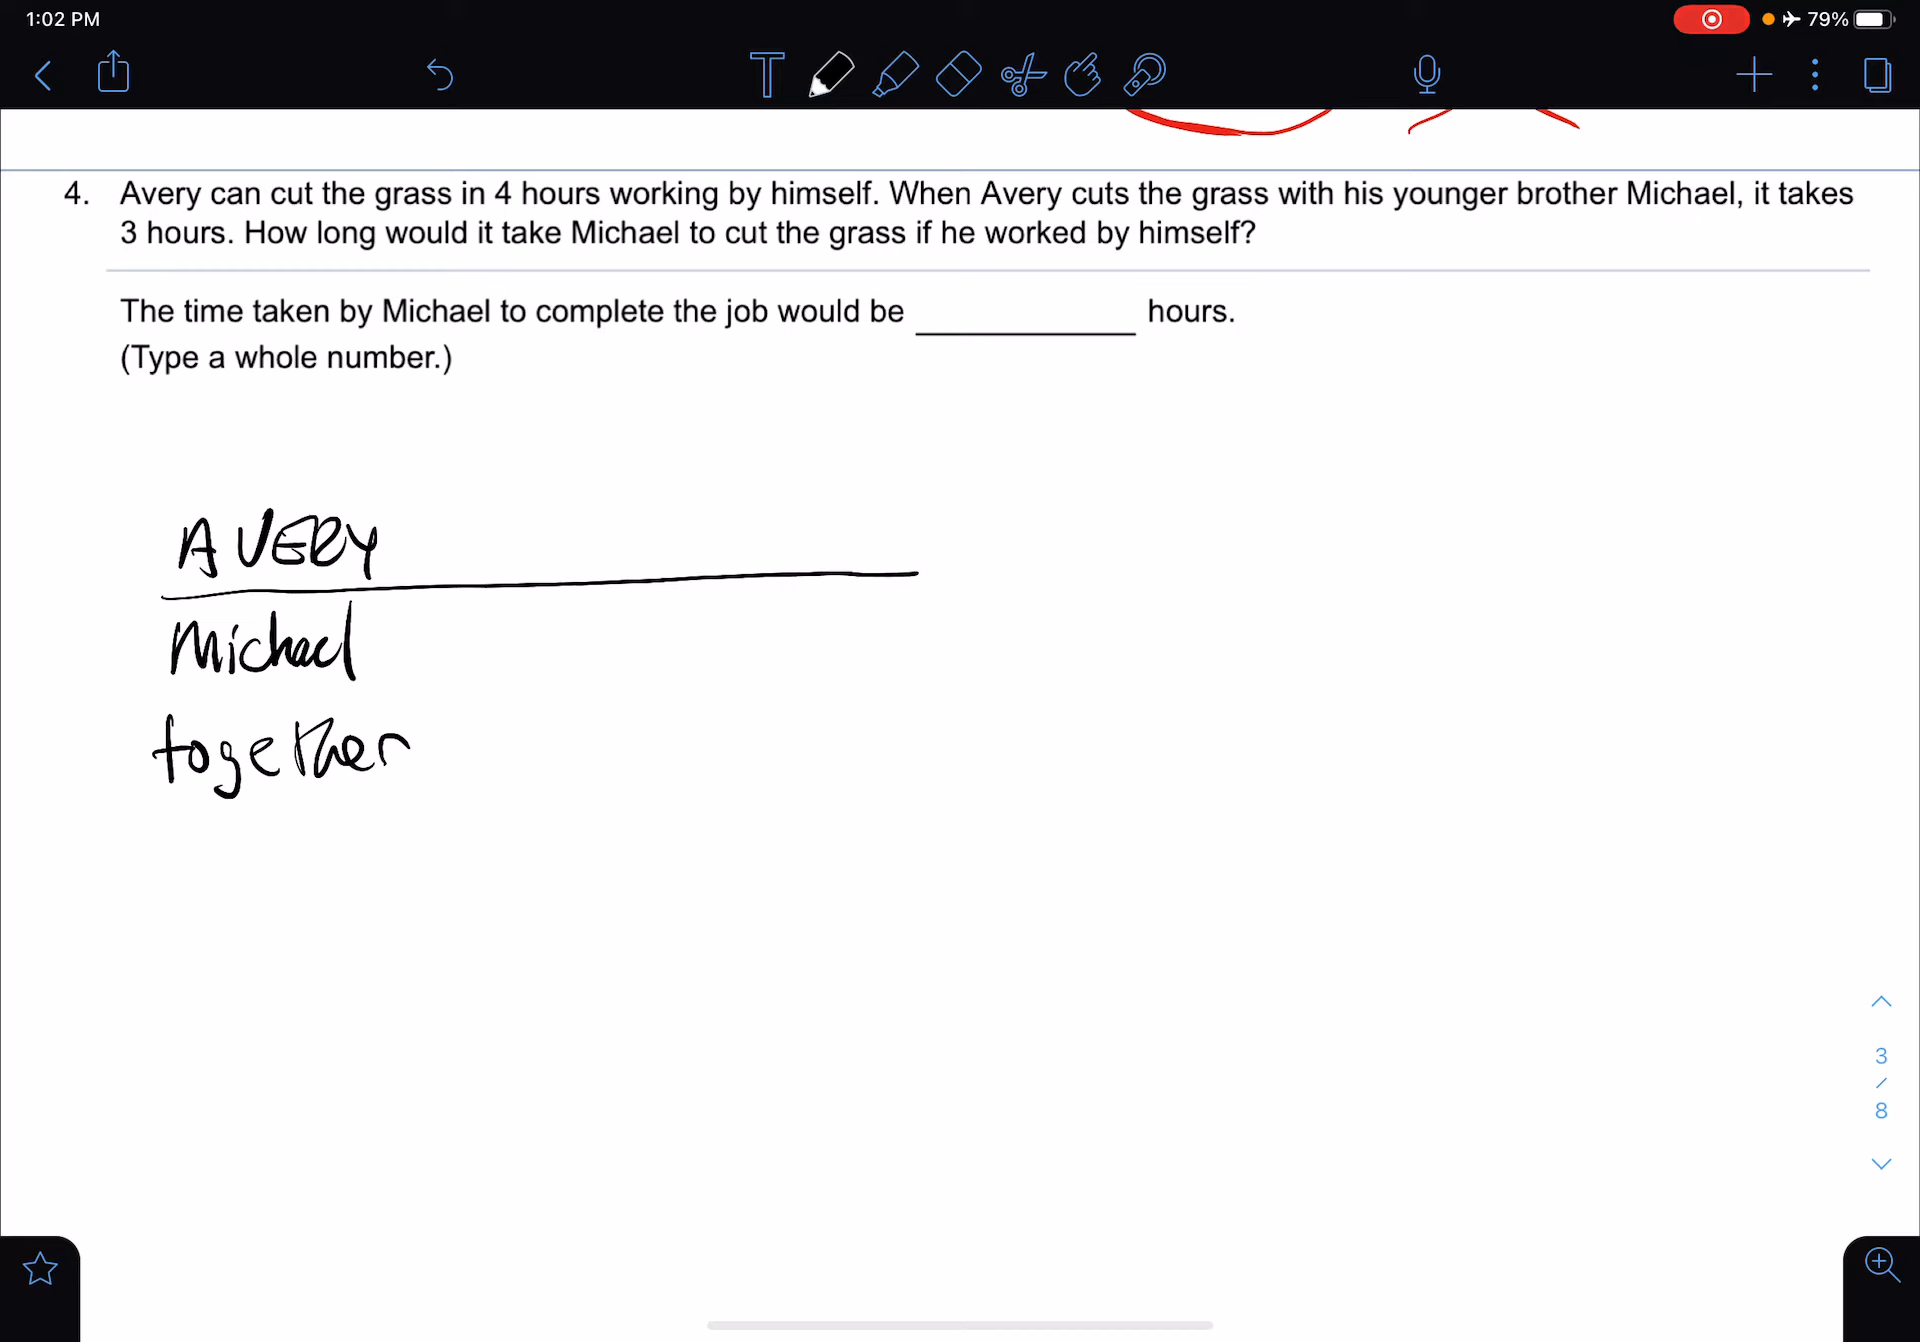 1:02 PM
79%
T
4. Avery can cut the grass in 4 hours working by himself. When Avery cuts the grass with his younger brother Michael, it takes
3 hours. How long would it take Michael to cut the grass if he worked by himself?
The time taken by Michael to complete the job would be ____________ hours.
(Type a whole number.)
AVERY
Michael
together
3
/
8